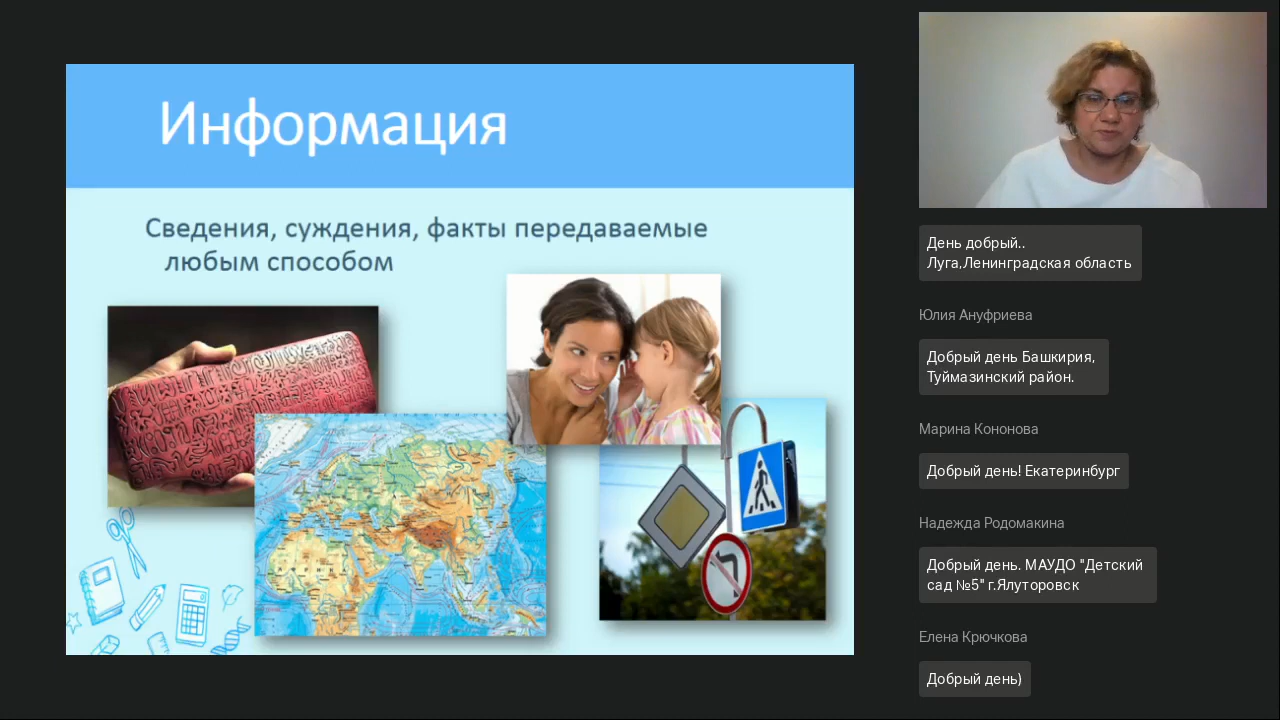 Информация
Сведения, суждения, факты передаваемые
любым способом
День добрый..
Луга,Ленинградская область
Юлия Ануфриева
Добрый день Башкирия,
Туймазинский район.
Марина Кононова
Добрый день! Екатеринбург
Надежда Родомакина
Добрый день. МАУДО "Детский
сад №5" г.Ялуторовск
Елена Крючкова
Добрый день)